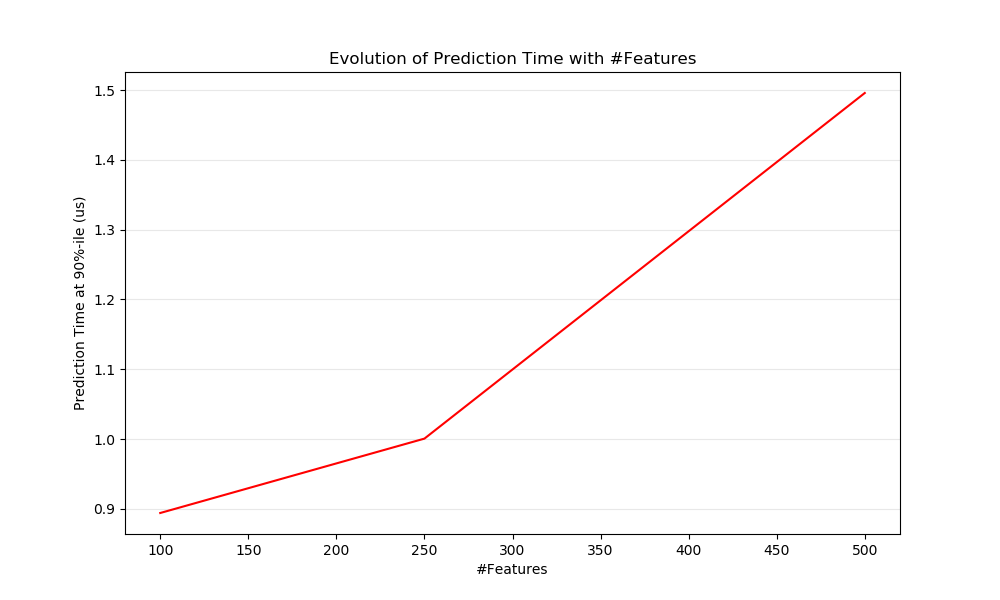 Evolution of Prediction Time with #Features
Prediction Time at 90%-ile (us)
1.5
1.4
1.3
1.2
1.1
1.0
0.9
100 150 200 250 300 350 400 450 500
#Features